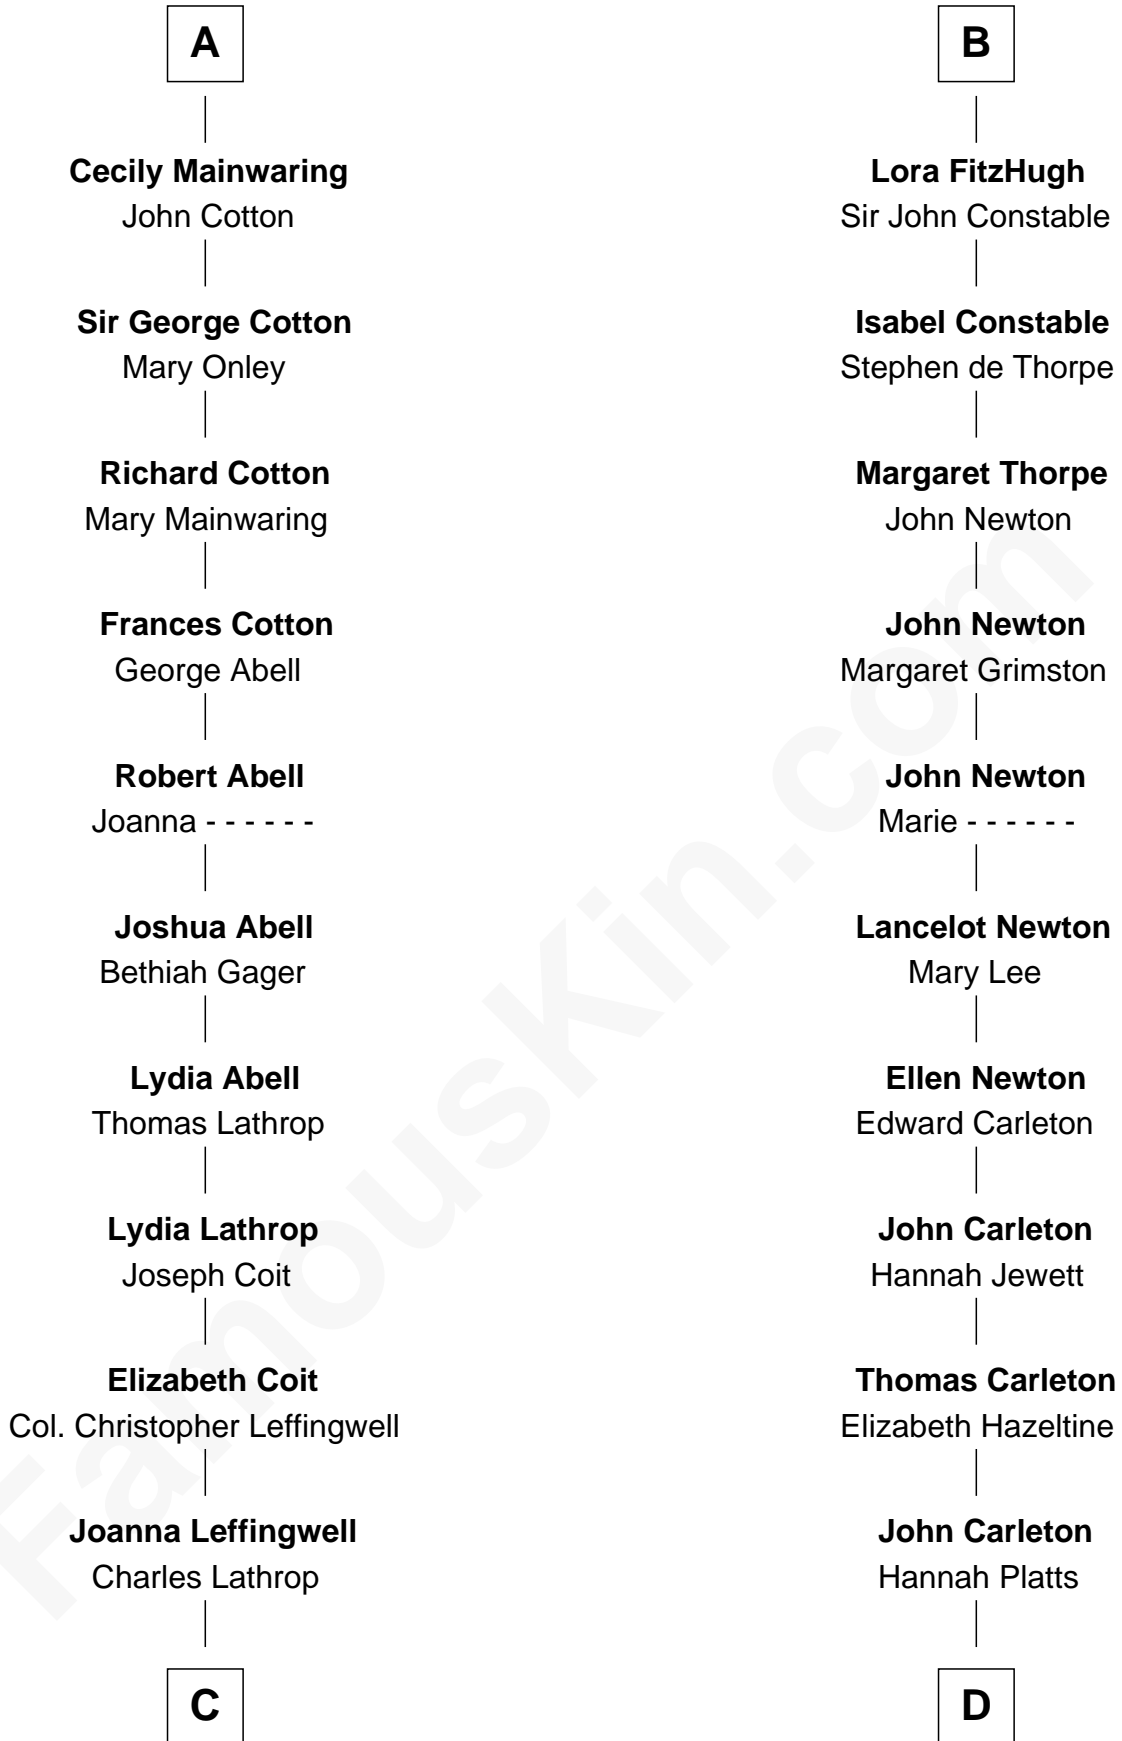 A
Cecily Mainwaring
John Cotton
Sir George Cotton
Mary Onley
Richard Cotton
Mary Mainwaring
Frances Cotton
George Abell
Robert Abell
Joanna - - - - - -
Joshua Abell
Bethiah Gager
Lydia Abell
Thomas Lathrop
Lydia Lathrop
Joseph Coit
Elizabeth Coit
Col. Christopher Leffingwell
Joanna Leffingwell
Charles Lathrop
C
B
Lora FitzHugh
Sir John Constable
Isabel Constable
Stephen de Thorpe
Margaret Thorpe
John Newton
John Newton
Margaret Grimston
John Newton
Marie - - - - - -
Lancelot Newton
Mary Lee
Ellen Newton
Edward Carleton
John Carleton
Hannah Jewett
Thomas Carleton
Elizabeth Hazeltine
John Carleton
Hannah Platts
D
FamousKin.com